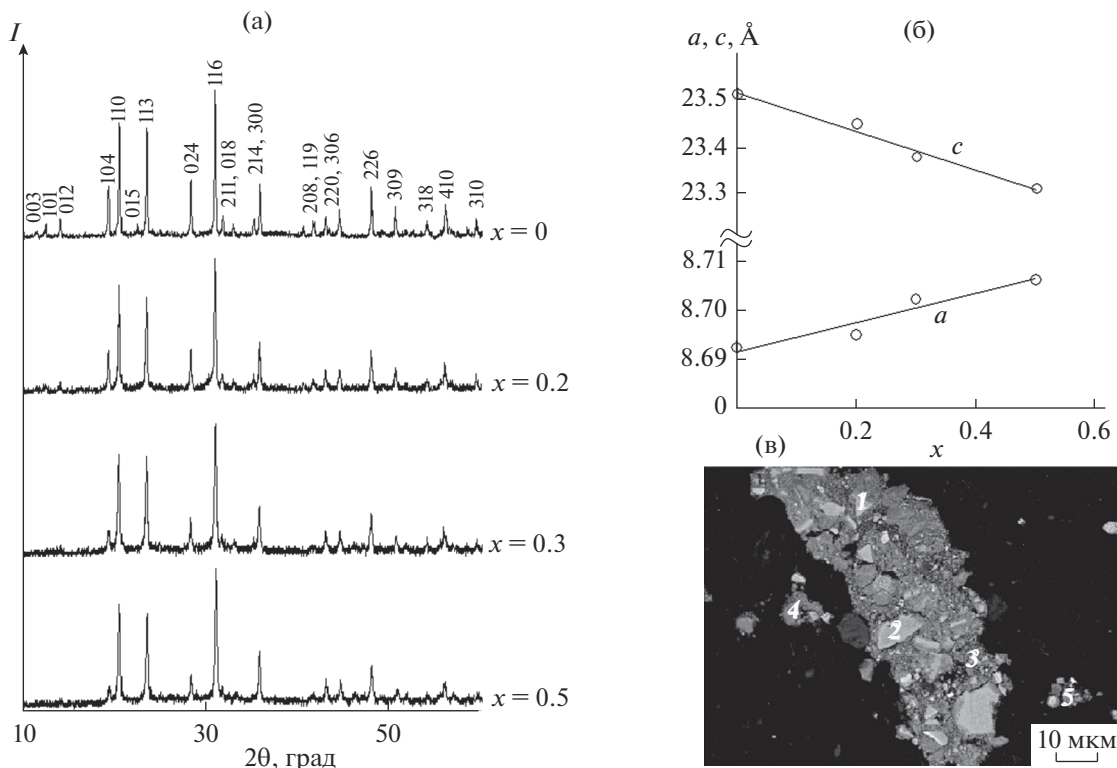 (а)
I
003
101
012
104
110
015
113
024
116
211, 018
214, 300
208, 119
220, 306
226
309
318
410
310
x = 0
x = 0.2
x = 0.3
x = 0.5
10
30
50
2θ, град
(б)
a, c, Å
23.5
23.4
23.3
c
8.71
8.70
8.69
a
0
0.2
0.4
0.6
x
(в)
1
2
3
4
5
10 мкм